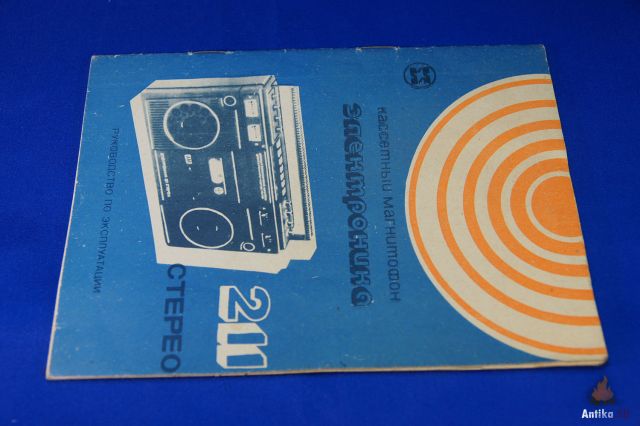 кассетный магнитофон
электроника
211
СТЕРЕО
РУКОВОДСТВО ПО ЭКСПЛУАТАЦИИ
Antika